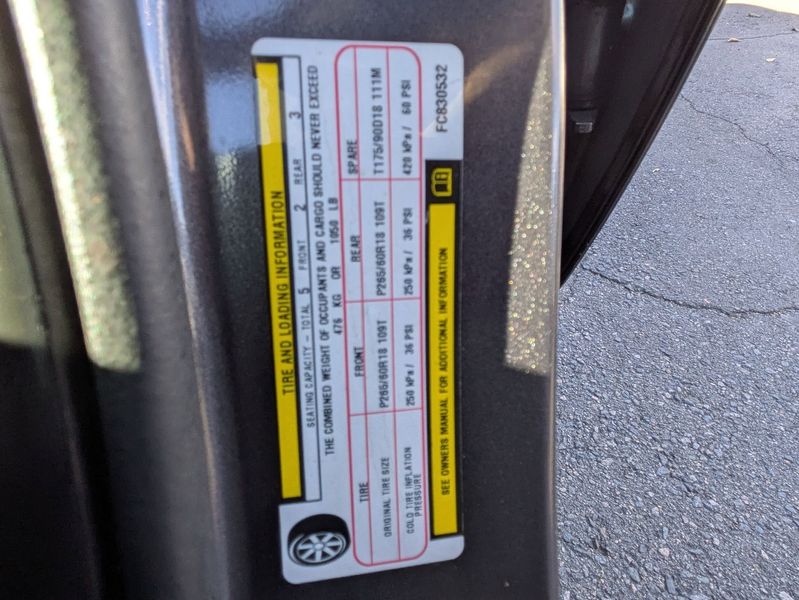 TIRE AND LOADING INFORMATION
SEATING CAPACITY - TOTAL 5 FRONT 2 REAR 3
THE COMBINED WEIGHT OF OCCUPANTS AND CARGO SHOULD NEVER EXCEED
476 KG OR 1050 LB
TIRE FRONT REAR SPARE
ORIGINAL TIRE SIZE P265/60R18 109T P265/60R18 109T T175/90D18 111M
COLD TIRE INFLATION PRESSURE 250 kPa/ 36 PSI 250 kPa/ 36 PSI 420 kPa/ 60 PSI
SEE OWNERS MANUAL FOR ADDITIONAL INFORMATION
FC830532